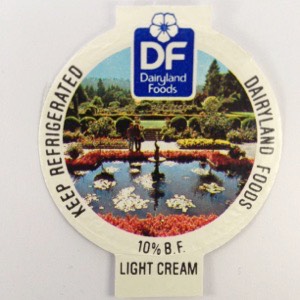 DF
Dairyland
Foods
KEEP REFRIGERATED
DAIRYLAND FOODS
10% B.F.
LIGHT CREAM